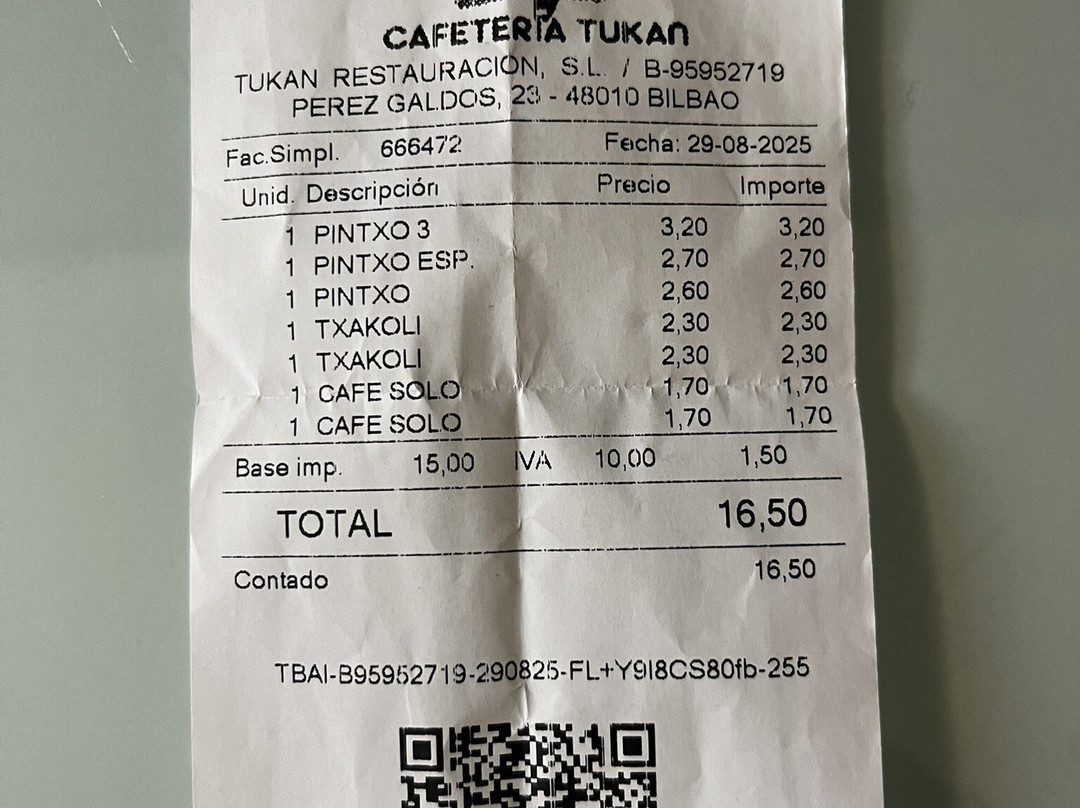 CAFETERÍA TUKAN
TUKAN RESTAURACION, S.L. / B-95952719
PEREZ GALDOS, 23 - 48010 BILBAO
Fac.Simpl. 666472 Fecha: 29-08-2025
Unid. Descripción Precio Importe
1 PINTXO 3 3,20 3,20
1 PINTXO ESP. 2,70 2,70
1 PINTXO 2,60 2,60
1 TXAKOLI 2,30 2,30
1 TXAKOLI 2,30 2,30
1 CAFE SOLO 1,70 1,70
1 CAFE SOLO 1,70 1,70
Base imp. 15,00 IVA 10,00 1,50
TOTAL 16,50
Contado 16,50
TBAI-B95952719-290825-FL+Y9I8CS80fb-255